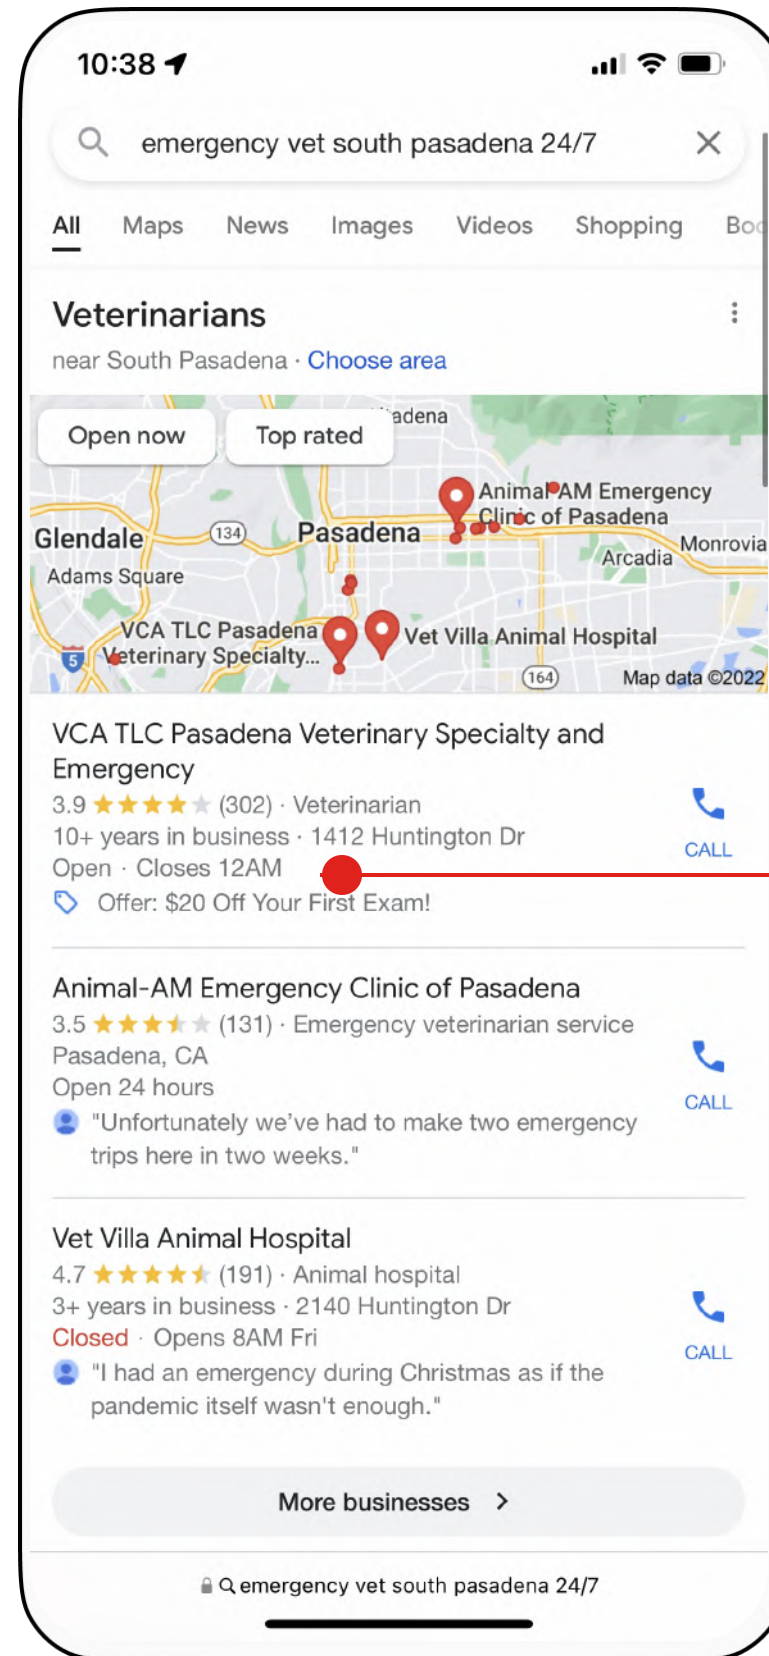 10:38
emergency vet south pasadena 24/7
All Maps News Images Videos Shopping Boo
Veterinarians
near South Pasadena · Choose area
Open now
Top rated
adena
Animal-AM Emergency
Clinic of Pasadena
Glendale
134
Pasadena
Arcadia
Monrovia
Adams Square
VCA TLC Pasadena
Veterinary Specialty...
5
Vet Villa Animal Hospital
164
Map data ©2022
VCA TLC Pasadena Veterinary Specialty and
Emergency
3.9 (302) · Veterinarian
10+ years in business · 1412 Huntington Dr
Open · Closes 12AM
CALL
Offer: $20 Off Your First Exam!
Animal-AM Emergency Clinic of Pasadena
3.5 (131) · Emergency veterinarian service
Pasadena, CA
Open 24 hours
CALL
"Unfortunately we've had to make two emergency
trips here in two weeks."
Vet Villa Animal Hospital
4.7 (191) · Animal hospital
3+ years in business · 2140 Huntington Dr
Closed · Opens 8AM Fri
CALL
"I had an emergency during Christmas as if the
pandemic itself wasn't enough."
More businesses
emergency vet south pasadena 24/7